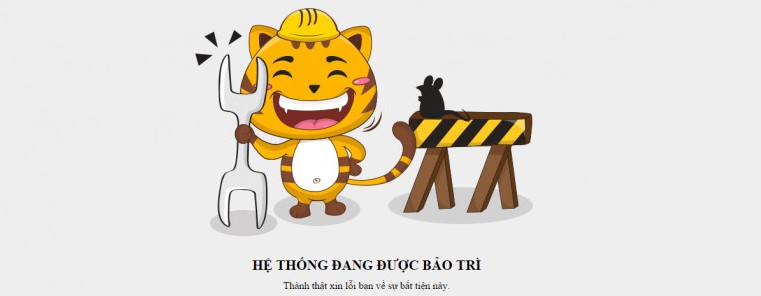 HỆ THỐNG ĐANG ĐƯỢC BẢO TRÌ
Thành thật xin lỗi bạn về sự bất tiện này.